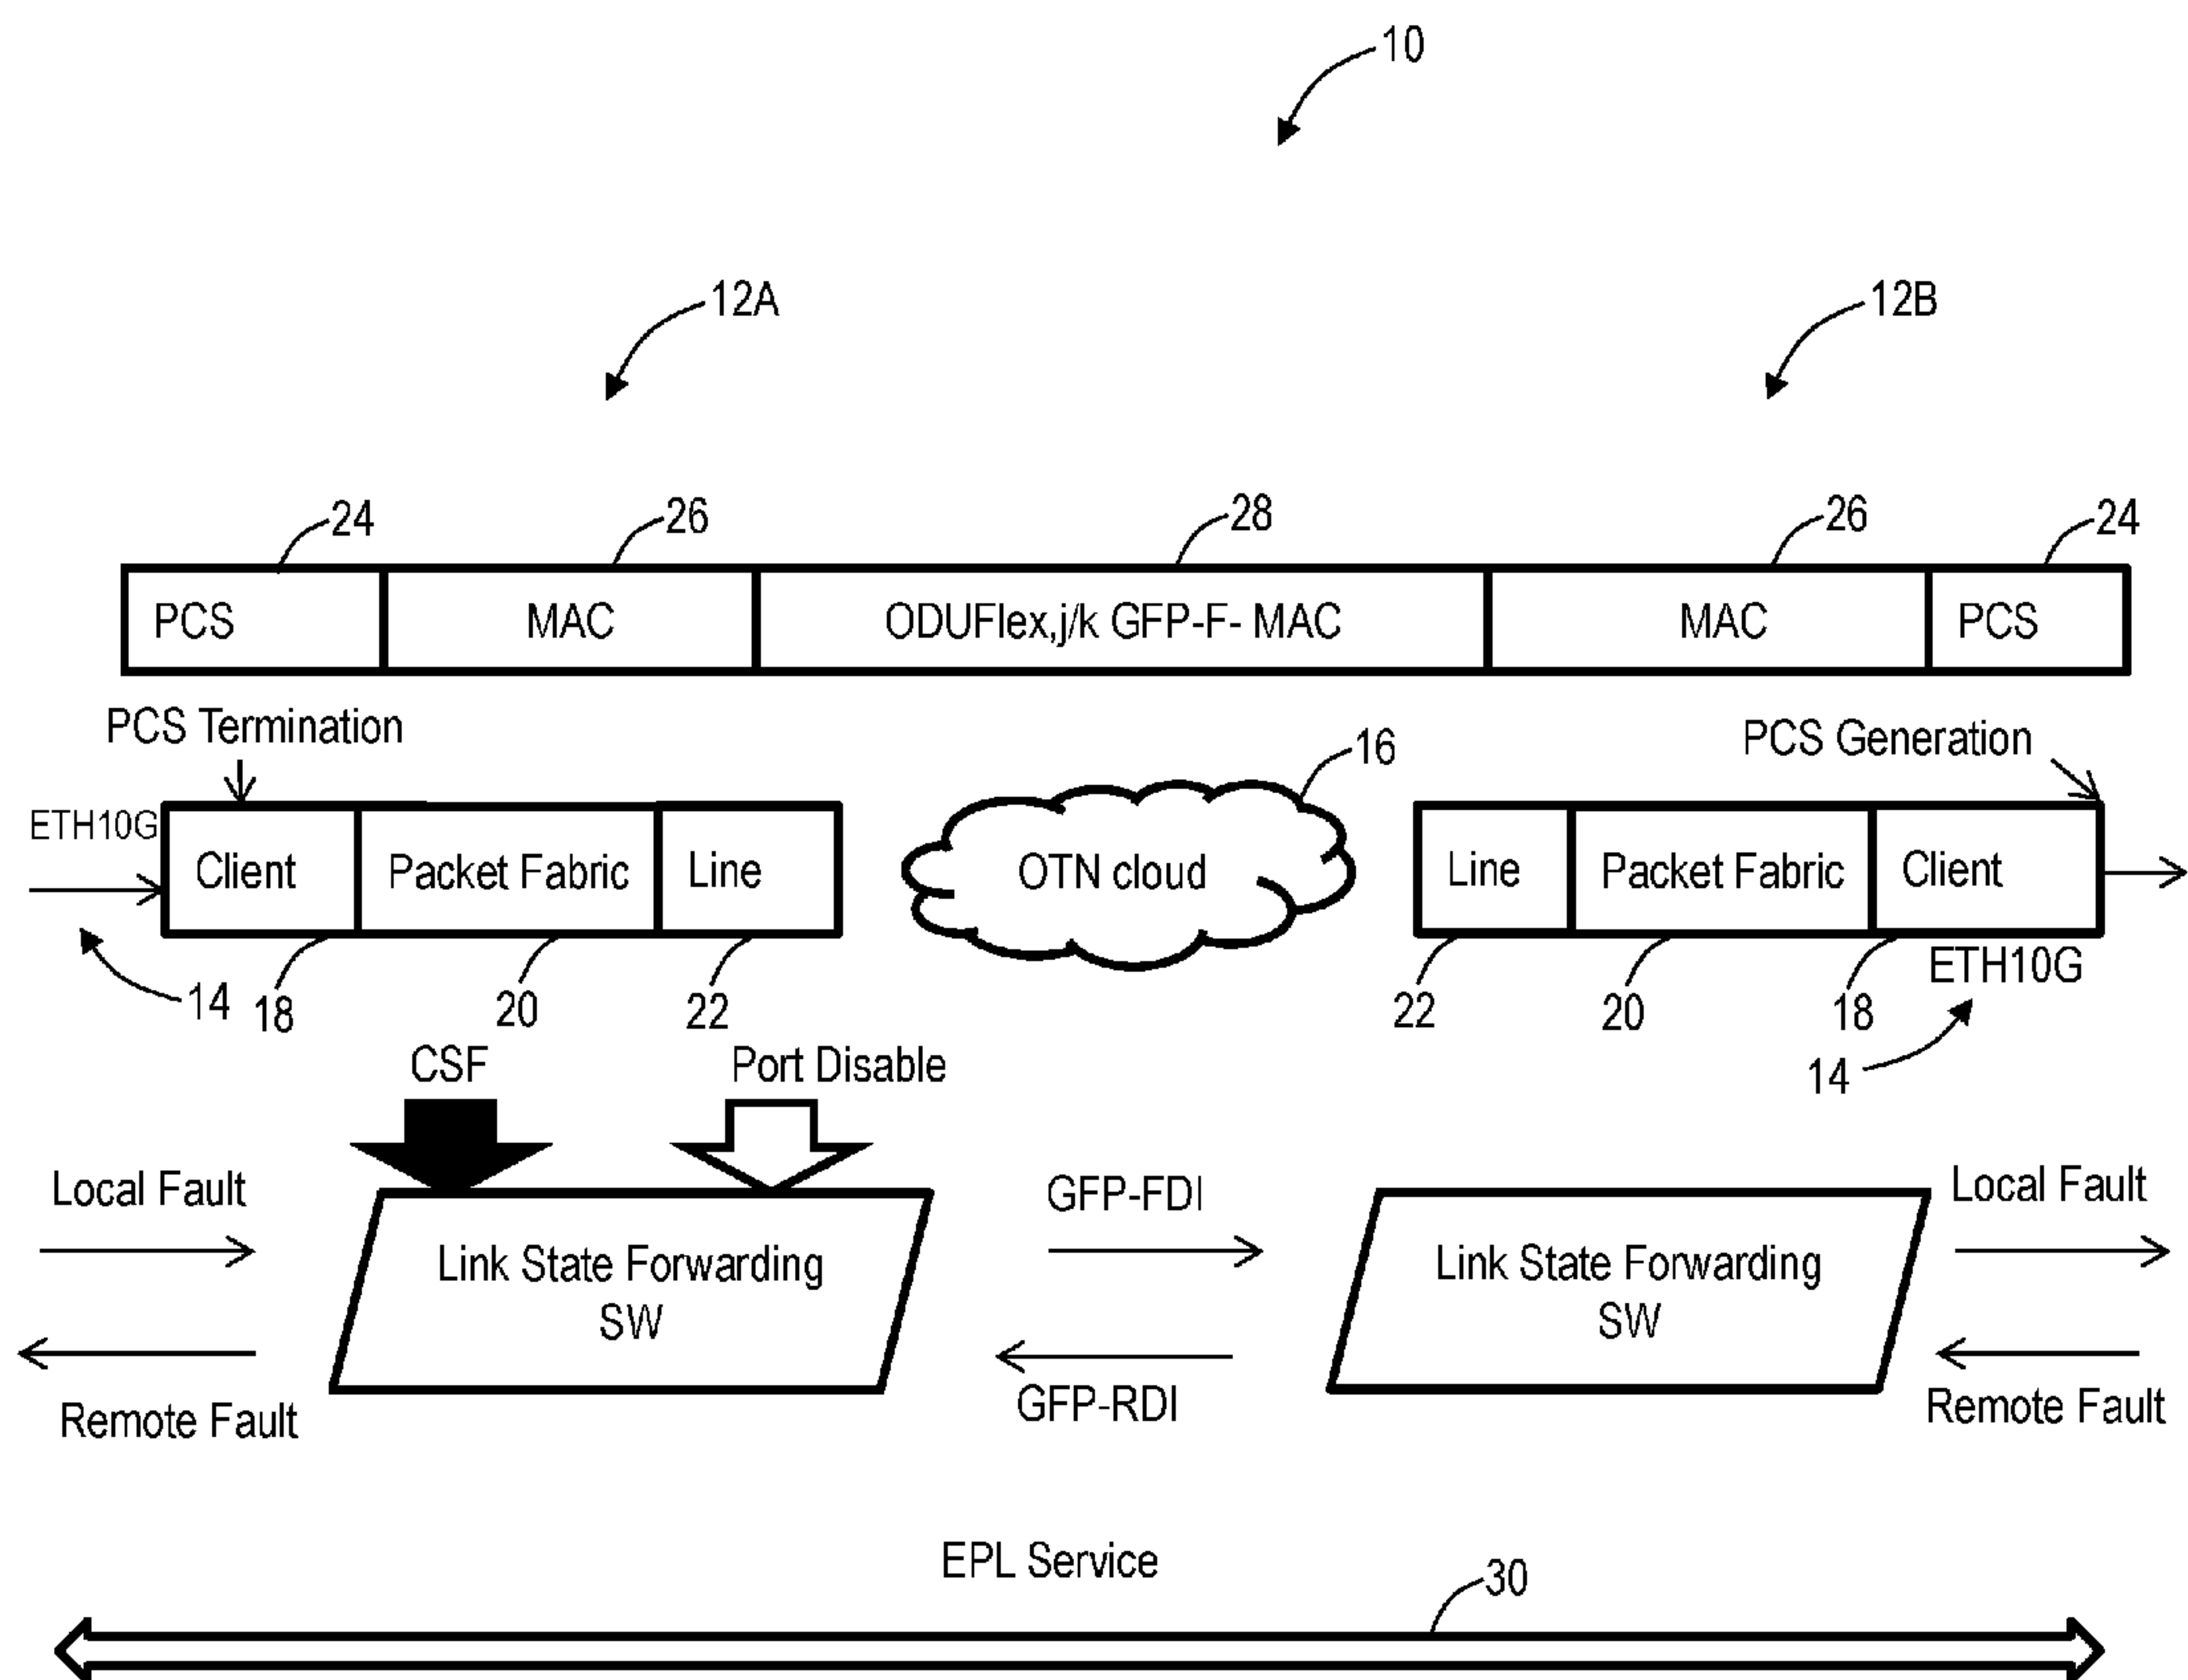 10
12A
12B
24
26
28
26
24
PCS
MAC
ODUFlex,j/k GFP-F- MAC
MAC
PCS
PCS Termination
16
PCS Generation
ETH10G
Client
Packet Fabric
Line
OTN cloud
Line
Packet Fabric
Client
14
18
20
22
22
20
18
ETH10G
14
CSF
Port Disable
Local Fault
GFP-FDI
Local Fault
Link State Forwarding
SW
Link State Forwarding
SW
Remote Fault
GFP-RDI
Remote Fault
EPL Service
30